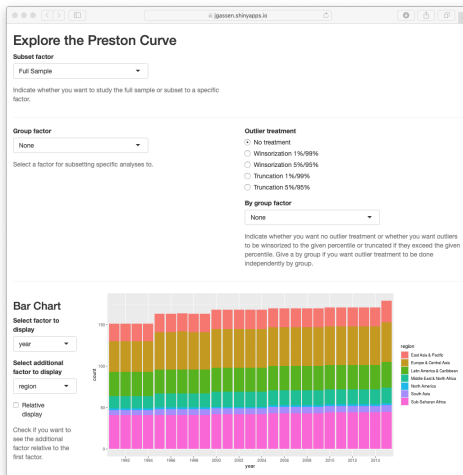 jgassen.shinyapps.io
Explore the Preston Curve
Subset factor
Full Sample
Indicate whether you want to study the full sample or subset to a specific
factor.
Group factor
None
Select a factor for subsetting specific analyses to.
Outlier treatment
No treatment
Winsorization 1%/99%
Winsorization 5%/95%
Truncation 1%/99%
Truncation 5%/95%
By group factor
None
Indicate whether you want no outlier treatment or whether you want outliers
to be winsorized to the given percentile or truncated if they exceed the given
percentile. Give a by group if you want outlier treatment to be done
independently by group.
Bar Chart
Select factor to
display
year
Select additional
factor to display
region
Relative
display
Check if you want to
see the additional
factor relative to the
first factor.
count
150
100
50
0
1992 1994 1996 1998 2000 2002 2004 2006 2008 2010 2012 2013
year
region
East Asia & Pacific
Europe & Central Asia
Latin America & Caribbean
Middle East & North Africa
North America
South Asia
Sub-Saharan Africa